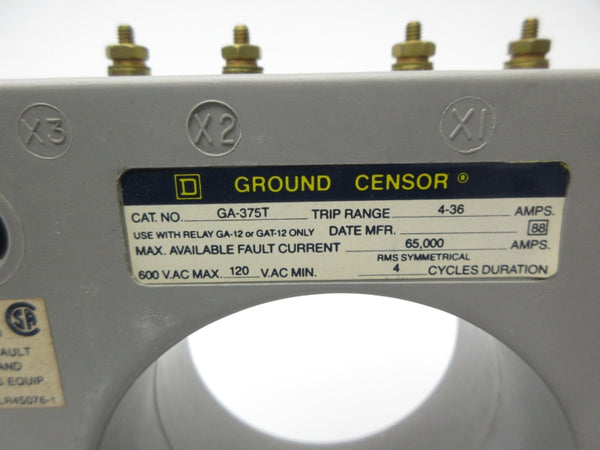 X3 X2 X1
D GROUND CENSOR ®
CAT. NO. GA-375T TRIP RANGE 4-36 AMPS.
USE WITH RELAY GA-12 or GAT-12 ONLY DATE MFR. 88
MAX. AVAILABLE FAULT CURRENT 65,000 AMPS.
RMS SYMMETRICAL
600 V.AC MAX. 120 V.AC MIN. 4 CYCLES DURATION
AULT
AND
EQUIP
LR45076-1